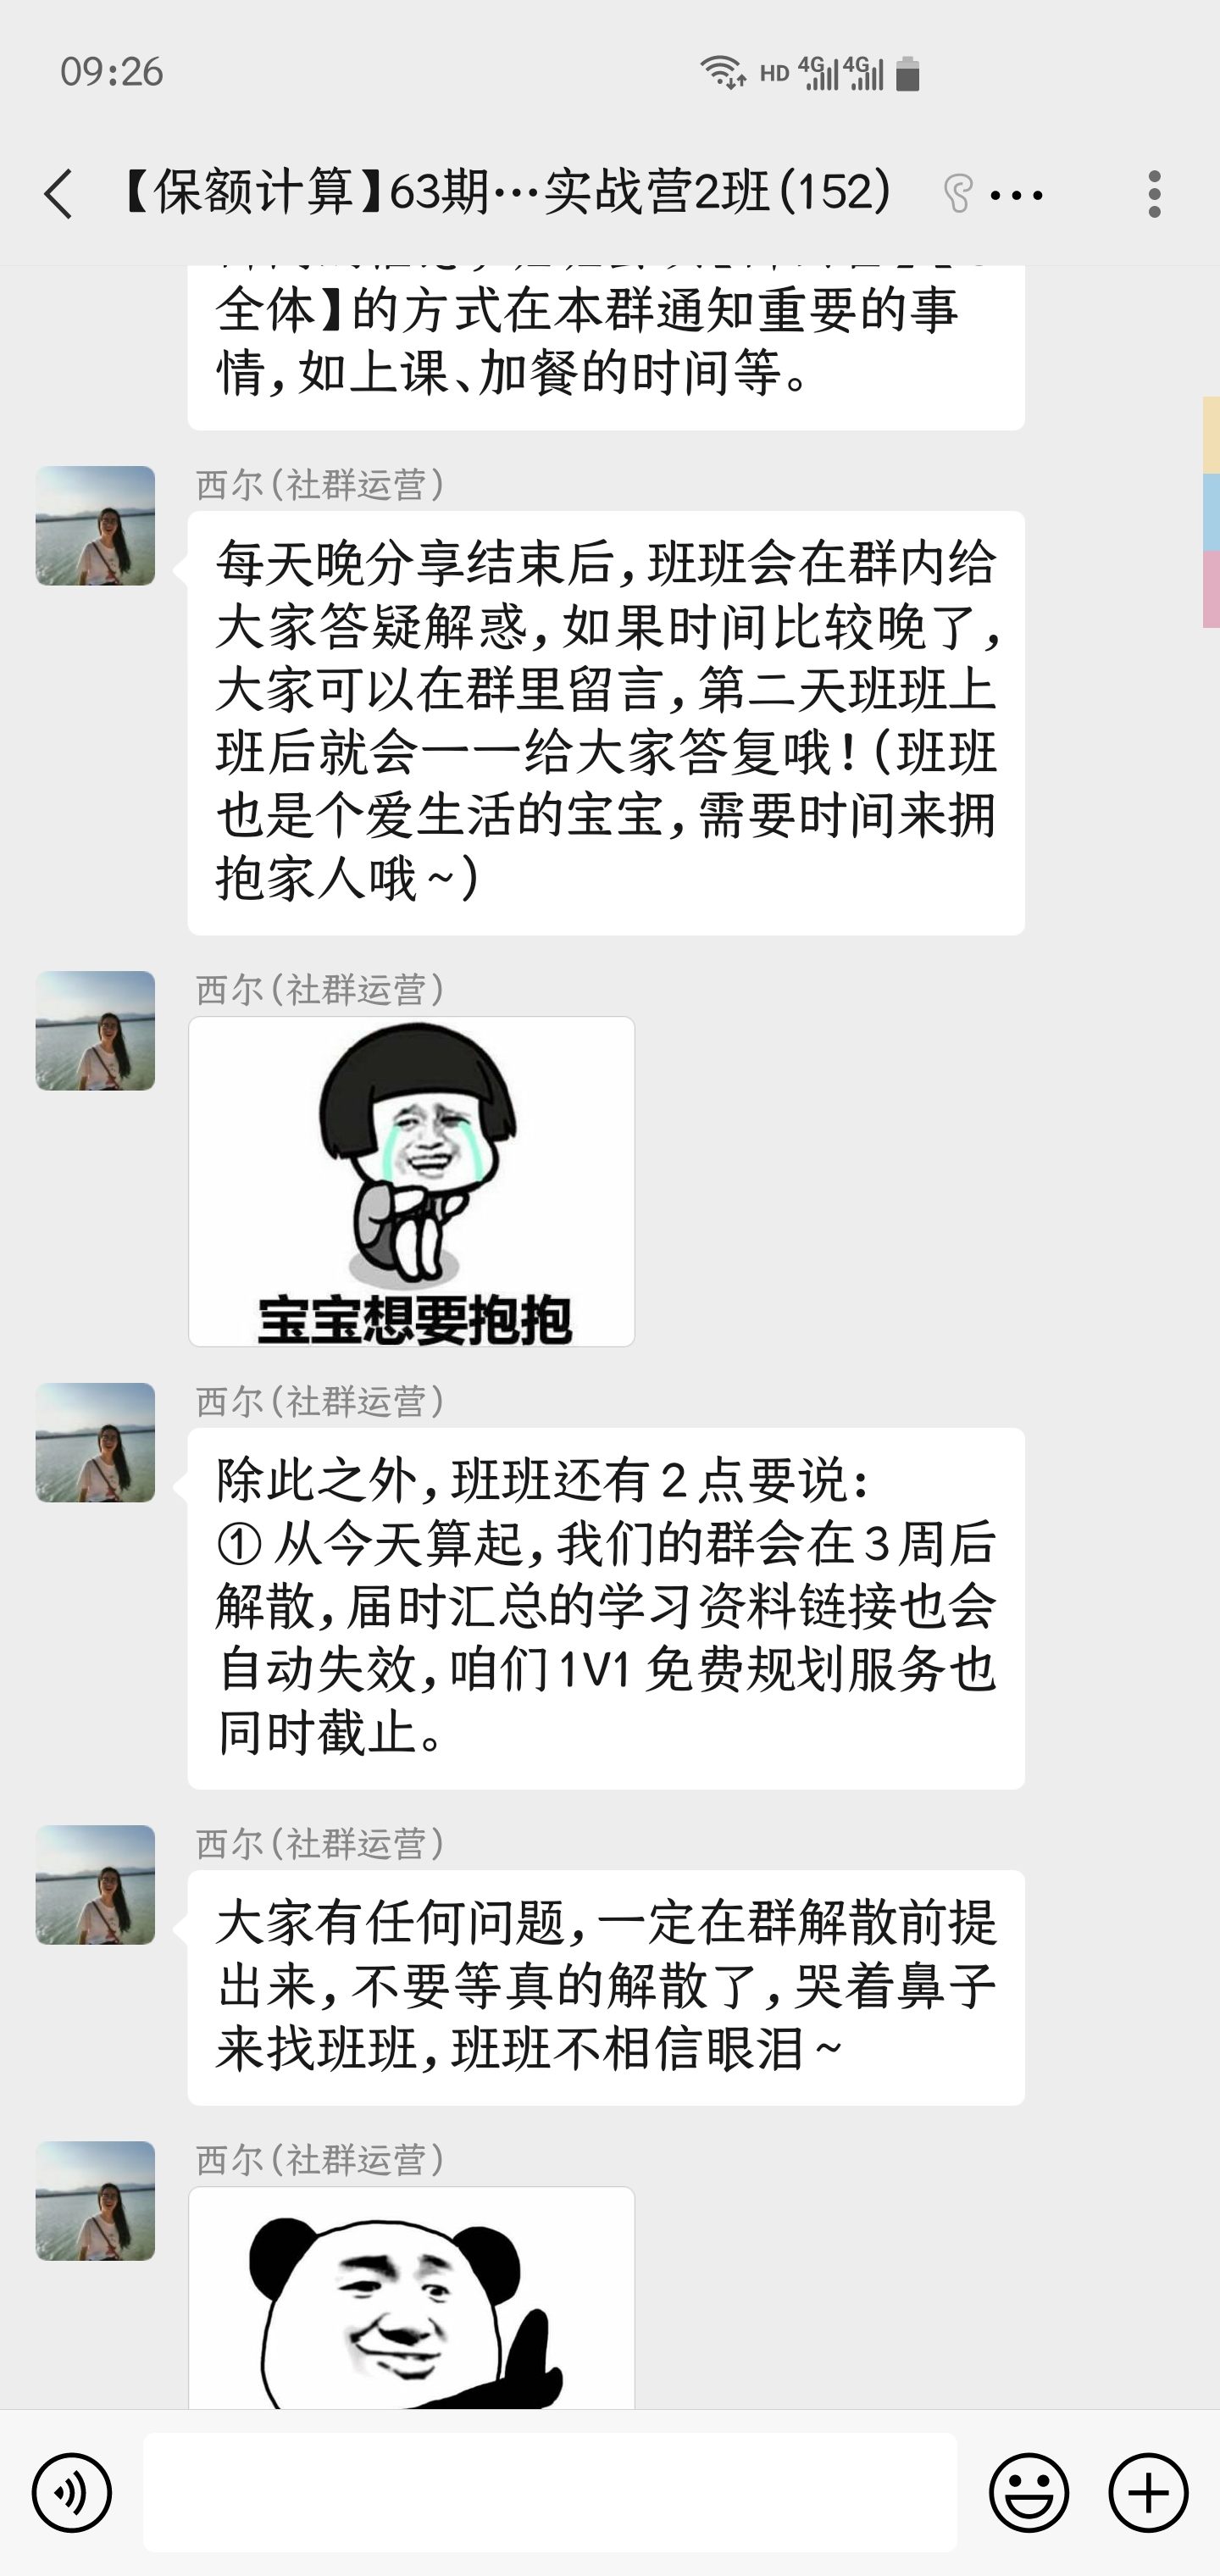 09:26
HD 4G 4G
【保额计算】63期…实战营2班(152)
全体】的方式在本群通知重要的事
情,如上课、加餐的时间等。
西尔(社群运营)
每天晚分享结束后,班班会在群内给
大家答疑解惑,如果时间比较晚了,
大家可以在群里留言,第二天班班上
班后就会一一给大家答复哦!(班班
也是个爱生活的宝宝,需要时间来拥
抱家人哦~)
西尔(社群运营)
宝宝想要抱抱
西尔(社群运营)
除此之外,班班还有2点要说:
① 从今天算起,我们的群会在3周后
解散,届时汇总的学习资料链接也会
自动失效,咱们1V1 免费规划服务也
同时截止。
西尔(社群运营)
大家有任何问题,一定在群解散前提
出来,不要等真的解散了,哭着鼻子
来找班班,班班不相信眼泪~
西尔(社群运营)